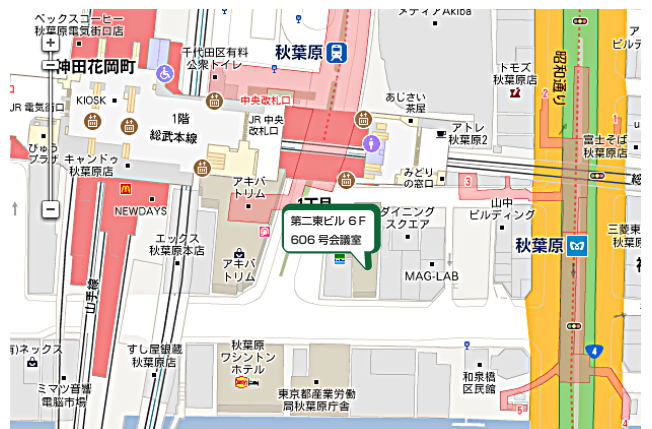 ベックスコーヒー
秋葉原電気街口店
神田花岡町
千代田区有料
公衆トイレ
秋葉原
メディアAkiba
ビルデ
トモズ
秋葉原店
昭和通り
KIOSK
中央改札口
JR 電気街口
1階
総武本線
JR 中央
改札口
あじさい
茶屋
アトレ
秋葉原2
2
1
富士そば
秋葉原店
びゅう
プラザ
キャンドゥ
秋葉原店
みどり
の窓口
3
総
NEWDAYS
アキバ
トリム
1丁目
山中
ビルディング
第二東ビル 6F
606 号会議室
ダイニング
スクエア
エックス
秋葉原本店
秋葉原
三菱東
秋葉原
アキバ
トリム
MAG-LAB
山手線
有)ネックス
すし屋銀蔵
秋葉原店
秋葉原
ワシントン
ホテル
4
ミマツ音響
電脳市場
東京都産業労働
局秋葉原庁舎
和泉橋
区民館
5